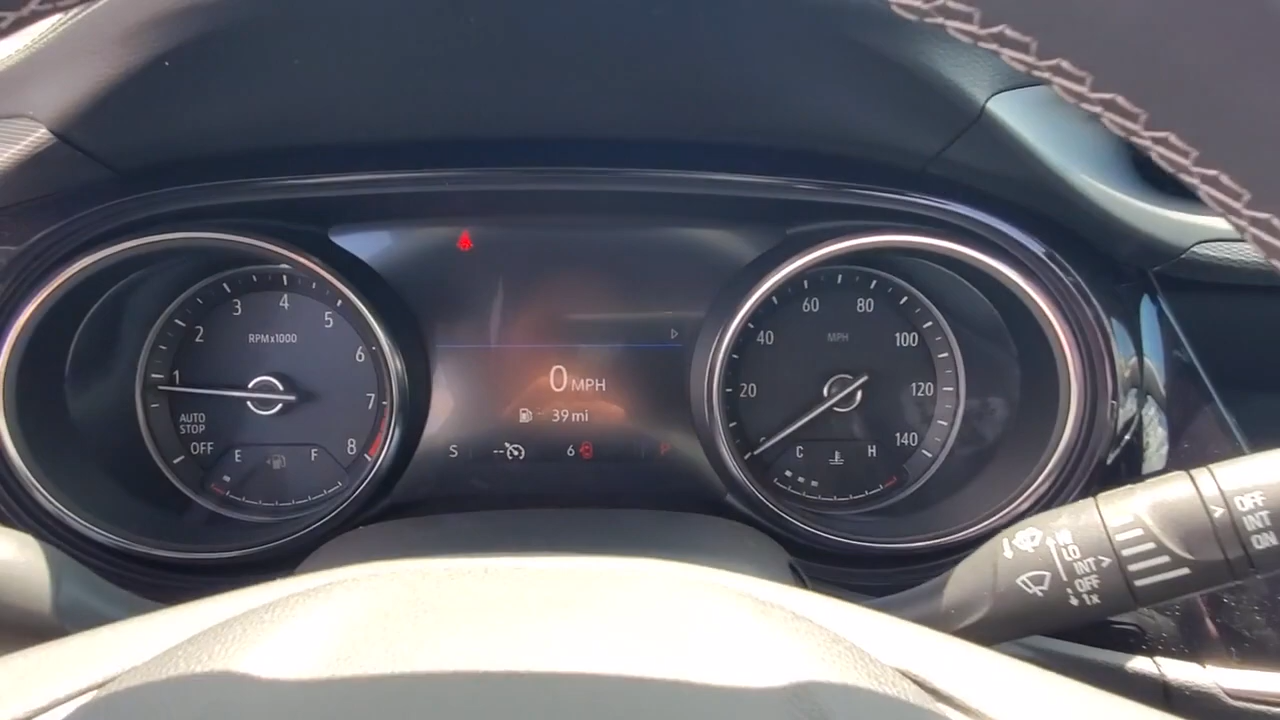 1
2
3
4
5
6
7
8
RPMx1000
AUTO
STOP
OFF
E
F
0 MPH
39 mi
S
--
6
P
20
40
60
80
100
120
140
MPH
C
H
LO
INT
OFF
1x
OFF
INT
ON